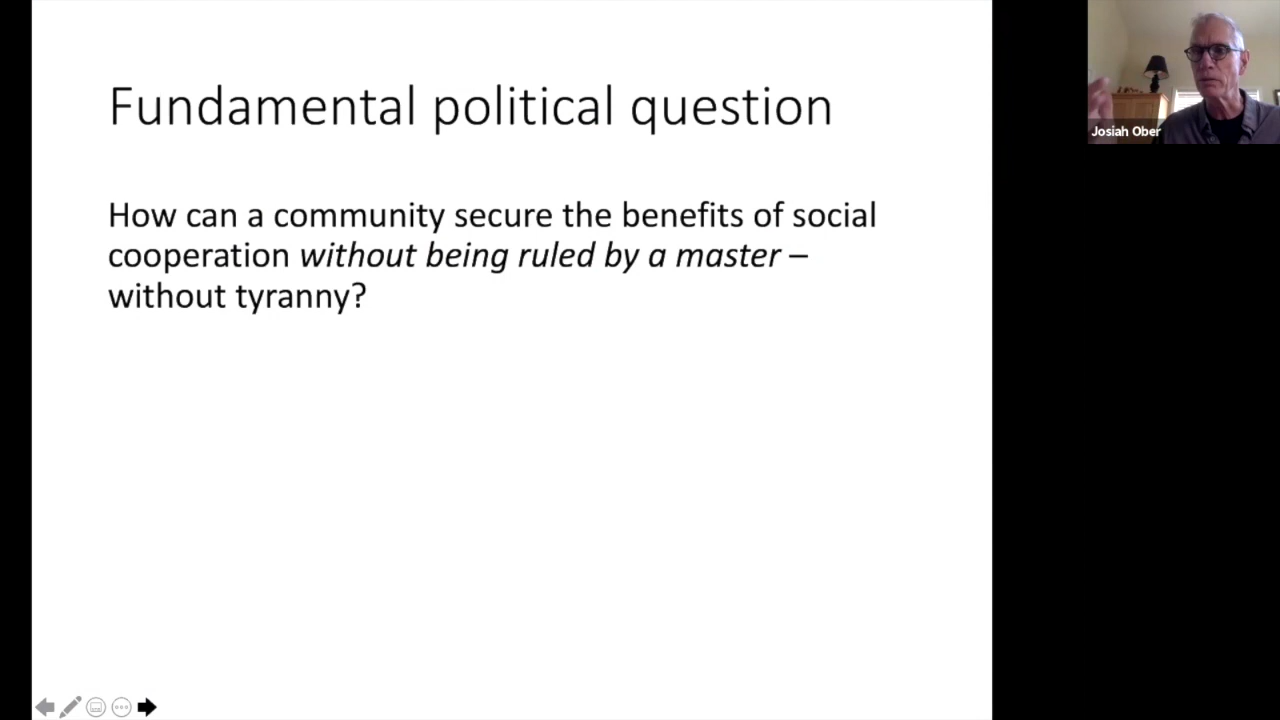 Fundamental political question
How can a community secure the benefits of social
cooperation without being ruled by a master –
without tyranny?
Josiah Ober